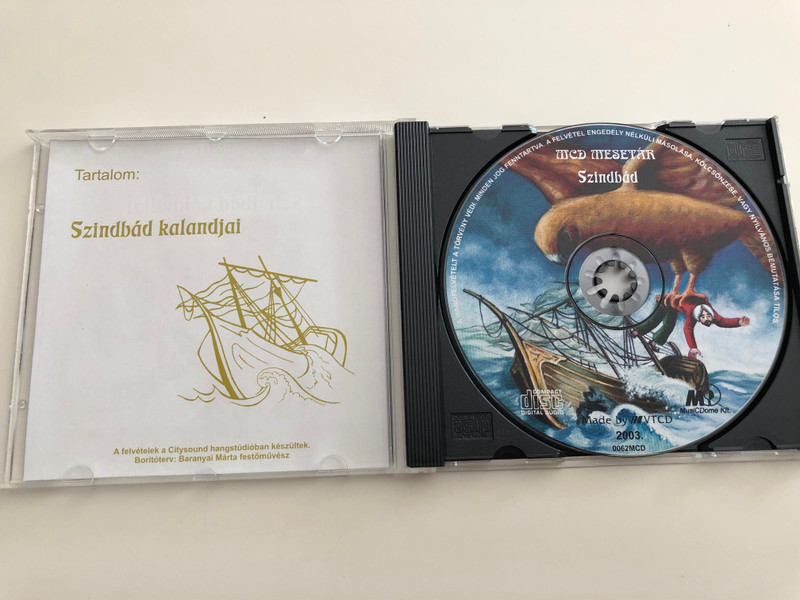 Tartalom:
Szindbád kalandjai
A felvételek a Citysound hangstúdióban készültek.
Borítóterv: Baranyai Márta festőművész
TÖRVÉNY VÉDI. MINDEN JOG FENNTARTVA. A FELVÉTEL ENGEDÉLY NÉLKÜLI MÁSOLÁSA, KÖLCSÖNZÉSE, VAGY NYILVÁNOS BEMUTATÁSA TILOS.
MCD MESETÁR
Szindbád
COMPACT
disc
DIGITAL AUDIO
MusiCDome Kft.
Made by VTCD
2003.
0062MCD